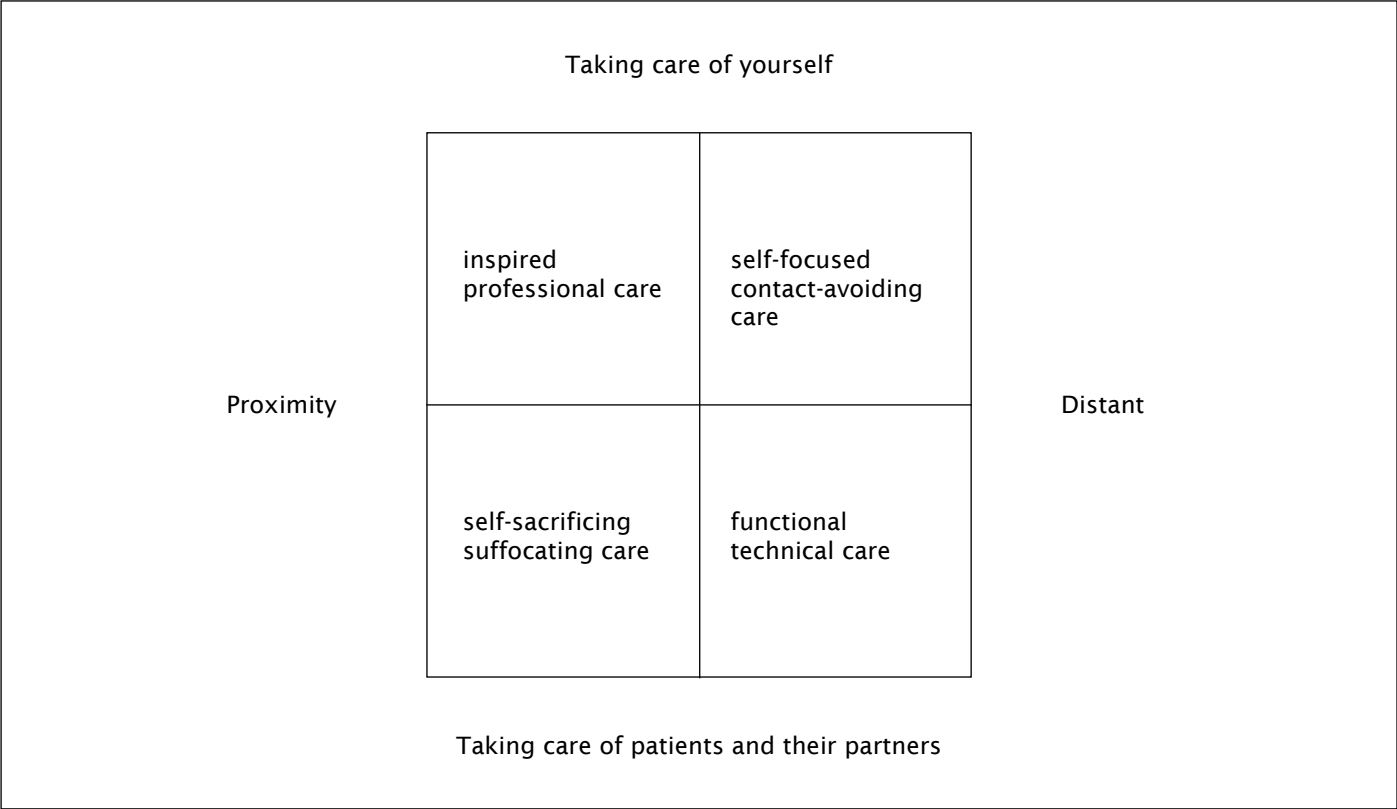 Taking care of yourself
inspired
professional care
self-focused
contact-avoiding
care
Proximity
Distant
self-sacrificing
suffocating care
functional
technical care
Taking care of patients and their partners